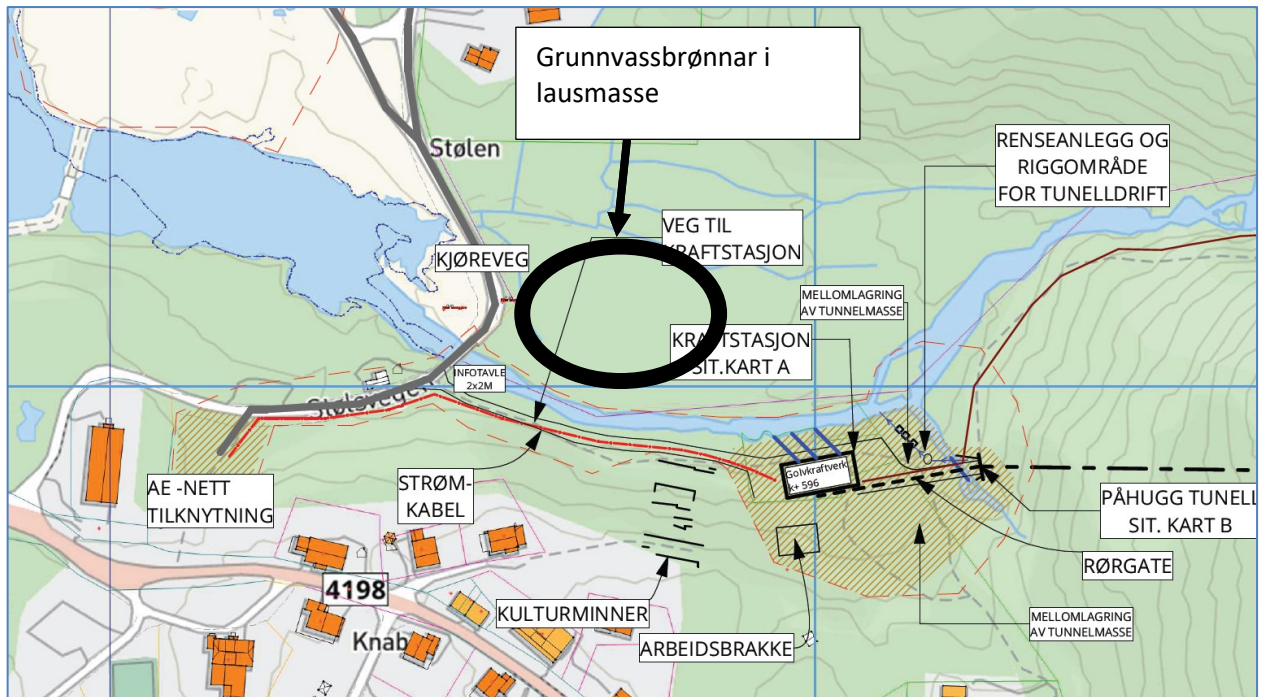 Grunnvassbrønnar i
lausmasse
Stølen
RENSEANLEGG OG
RIGGOMRÅDE
FOR TUNELLDRIFT
VEG TIL
KRAFTSTASJON
KJØREVEG
MELLOMLAGRING
AV TUNNELMASSE
KRAFTSTASJON
SIT.KART A
INFOTAVLE
2x2M
Stølsvegen
Golvkraftverk
k+ 596
AE -NETT
TILKNYTNING
STRØM-
KABEL
PÅHUGG TUNELL
SIT. KART B
RØRGATE
4198
KULTURMINNER
MELLOMLAGRING
AV TUNNELMASSE
Knab
ARBEIDSBRAKKE